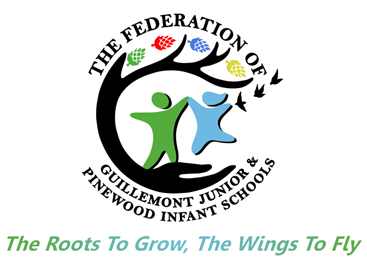 THE FEDERATION OF
GUILLEMONT JUNIOR &
PINEWOOD INFANT SCHOOLS
The Roots To Grow, The Wings To Fly